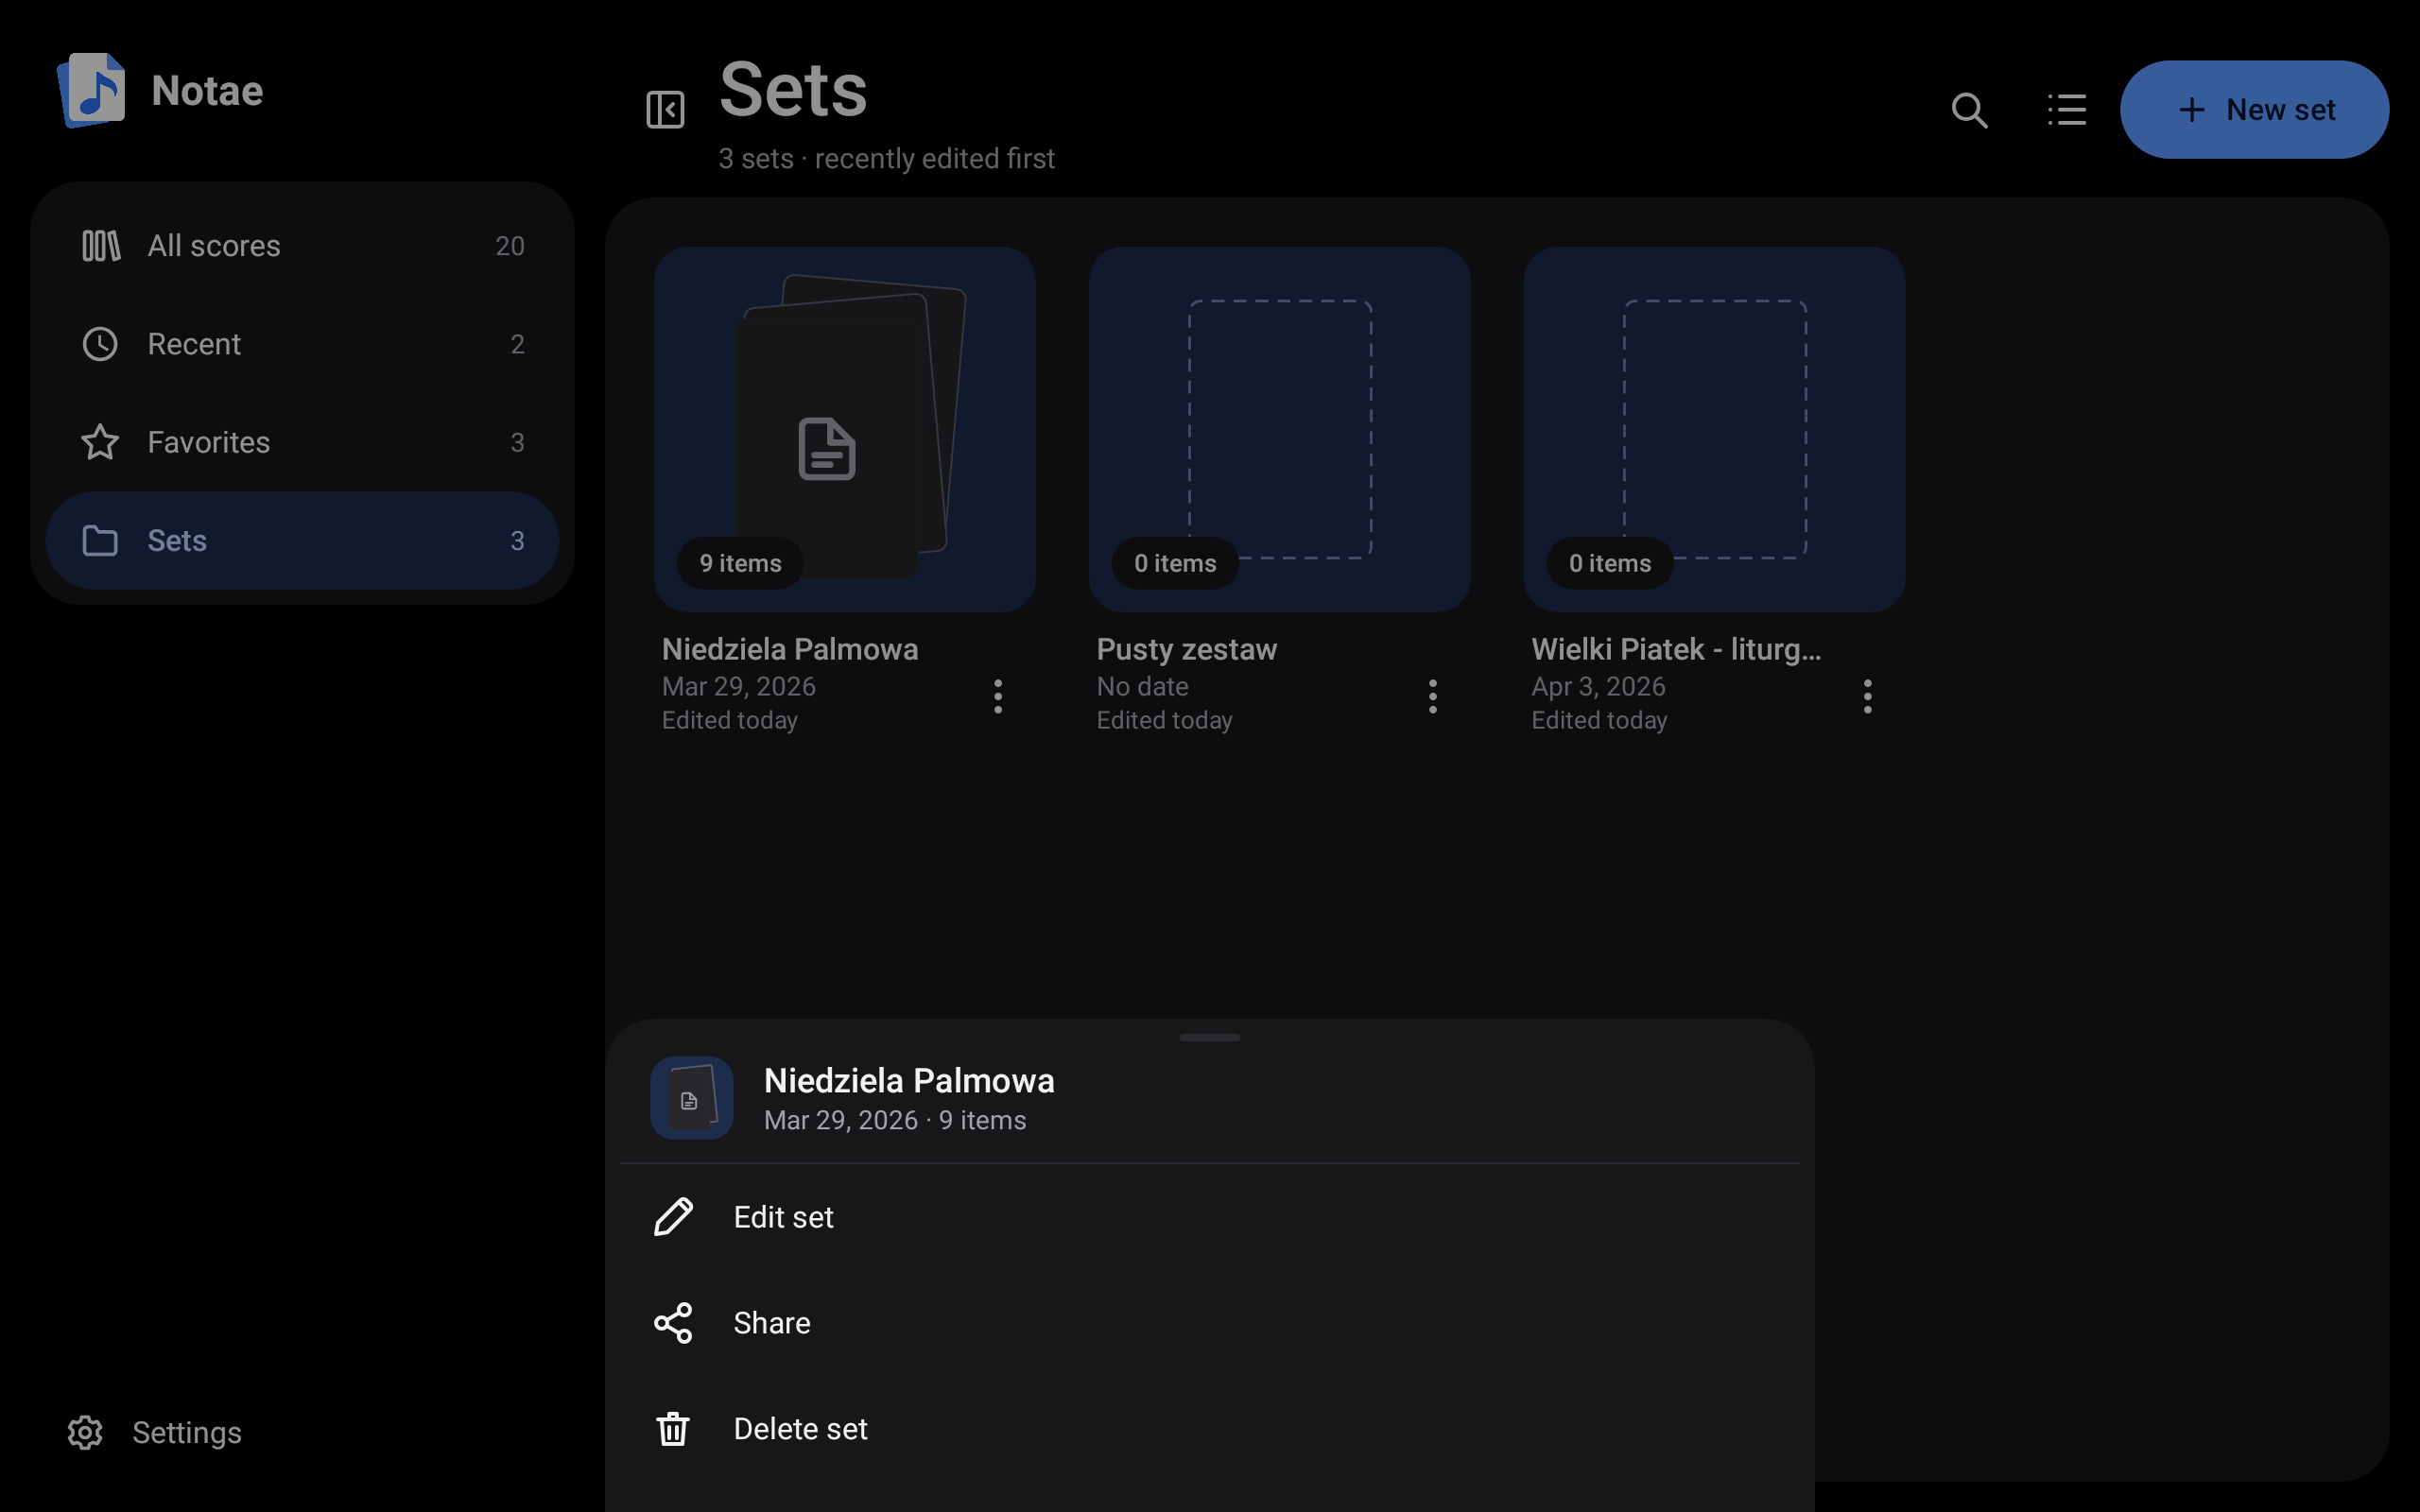 Notae
All scores 20
Recent 2
Favorites 3
Sets 3
Settings
Sets
3 sets · recently edited first
New set
9 items
Niedziela Palmowa
Mar 29, 2026
Edited today
0 items
Pusty zestaw
No date
Edited today
0 items
Wielki Piatek - liturg...
Apr 3, 2026
Edited today
Niedziela Palmowa
Mar 29, 2026 · 9 items
Edit set
Share
Delete set